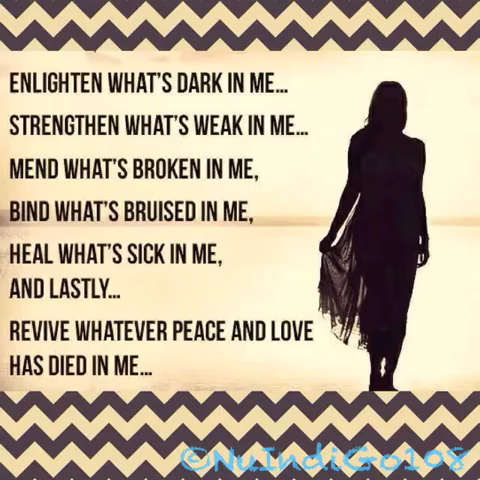 ENLIGHTEN WHAT'S DARK IN ME...
STRENGTHEN WHAT'S WEAK IN ME...
MEND WHAT'S BROKEN IN ME,
BIND WHAT'S BRUISED IN ME,
HEAL WHAT'S SICK IN ME,
AND LASTLY...
REVIVE WHATEVER PEACE AND LOVE
HAS DIED IN ME...
©NuIndiGo108